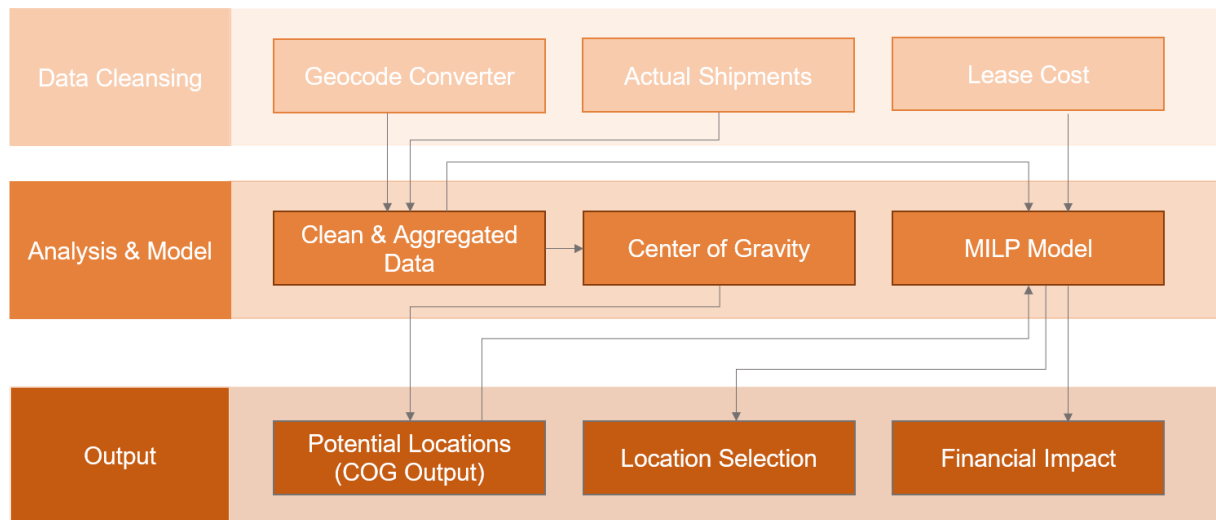 Data Cleansing
Geocode Converter
Actual Shipments
Lease Cost
Analysis & Model
Clean & Aggregated
Data
Center of Gravity
MILP Model
Output
Potential Locations
(COG Output)
Location Selection
Financial Impact